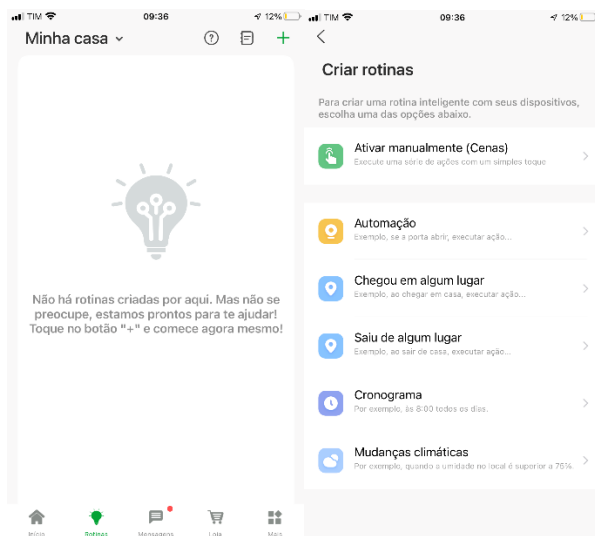 TIM
09:36
12%
Minha casa
Não há rotinas criadas por aqui. Mas não se
preocupe, estamos prontos para te ajudar!
Toque no botão "+" e comece agora mesmo!
Início
Rotinas
Mensagens
Loja
Mais
TIM
09:36
12%
Criar rotinas
Para criar uma rotina inteligente com seus dispositivos,
escolha uma das opções abaixo.
Ativar manualmente (Cenas)
Execute uma série de ações com um simples toque
Automação
Exemplo, se a porta abrir, executar ação...
Chegou em algum lugar
Exemplo, ao chegar em casa, executar ação...
Saiu de algum lugar
Exemplo, ao sair de casa, executar ação...
Cronograma
Por exemplo, às 8:00 todos os dias.
Mudanças climáticas
Por exemplo, quando a umidade no local é superior a 76%.